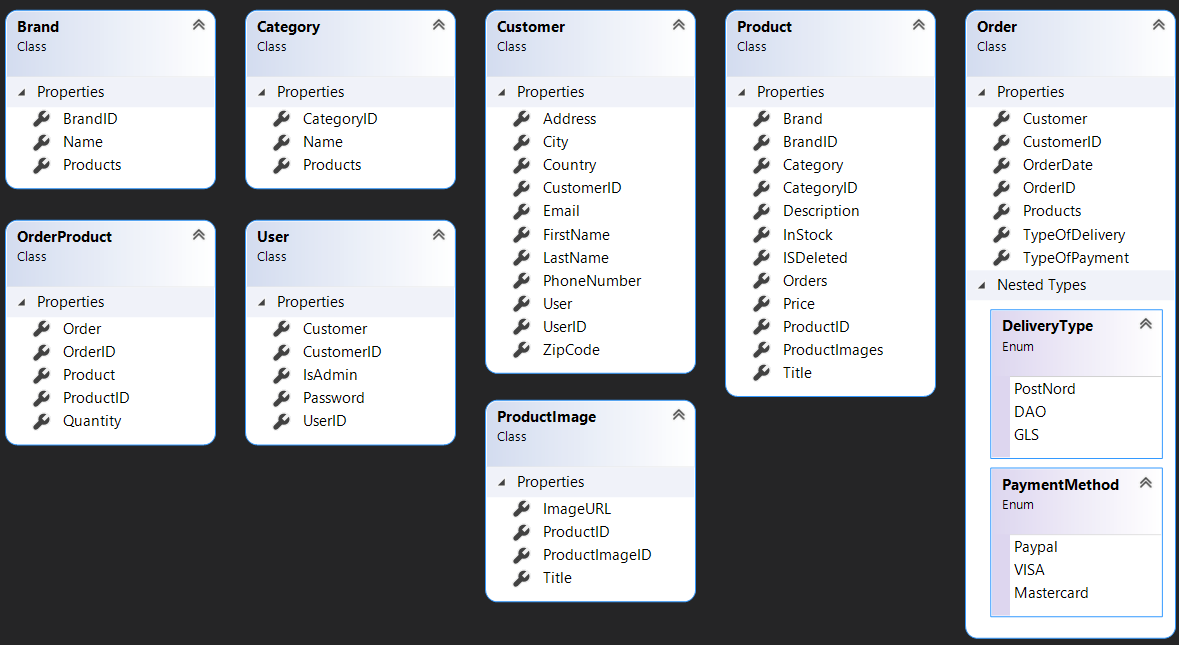 Brand
Class
Properties
BrandID
Name
Products
Category
Class
Properties
CategoryID
Name
Products
Customer
Class
Properties
Address
City
Country
CustomerID
Email
FirstName
LastName
PhoneNumber
User
UserID
ZipCode
Product
Class
Properties
Brand
BrandID
Category
CategoryID
Description
InStock
ISDeleted
Orders
Price
ProductID
ProductImages
Title
Order
Class
Properties
Customer
CustomerID
OrderDate
OrderID
Products
TypeOfDelivery
TypeOfPayment
Nested Types
DeliveryType
Enum
PostNord
DAO
GLS
PaymentMethod
Enum
Paypal
VISA
Mastercard
OrderProduct
Class
Properties
Order
OrderID
Product
ProductID
Quantity
User
Class
Properties
Customer
CustomerID
IsAdmin
Password
UserID
ProductImage
Class
Properties
ImageURL
ProductID
ProductImageID
Title